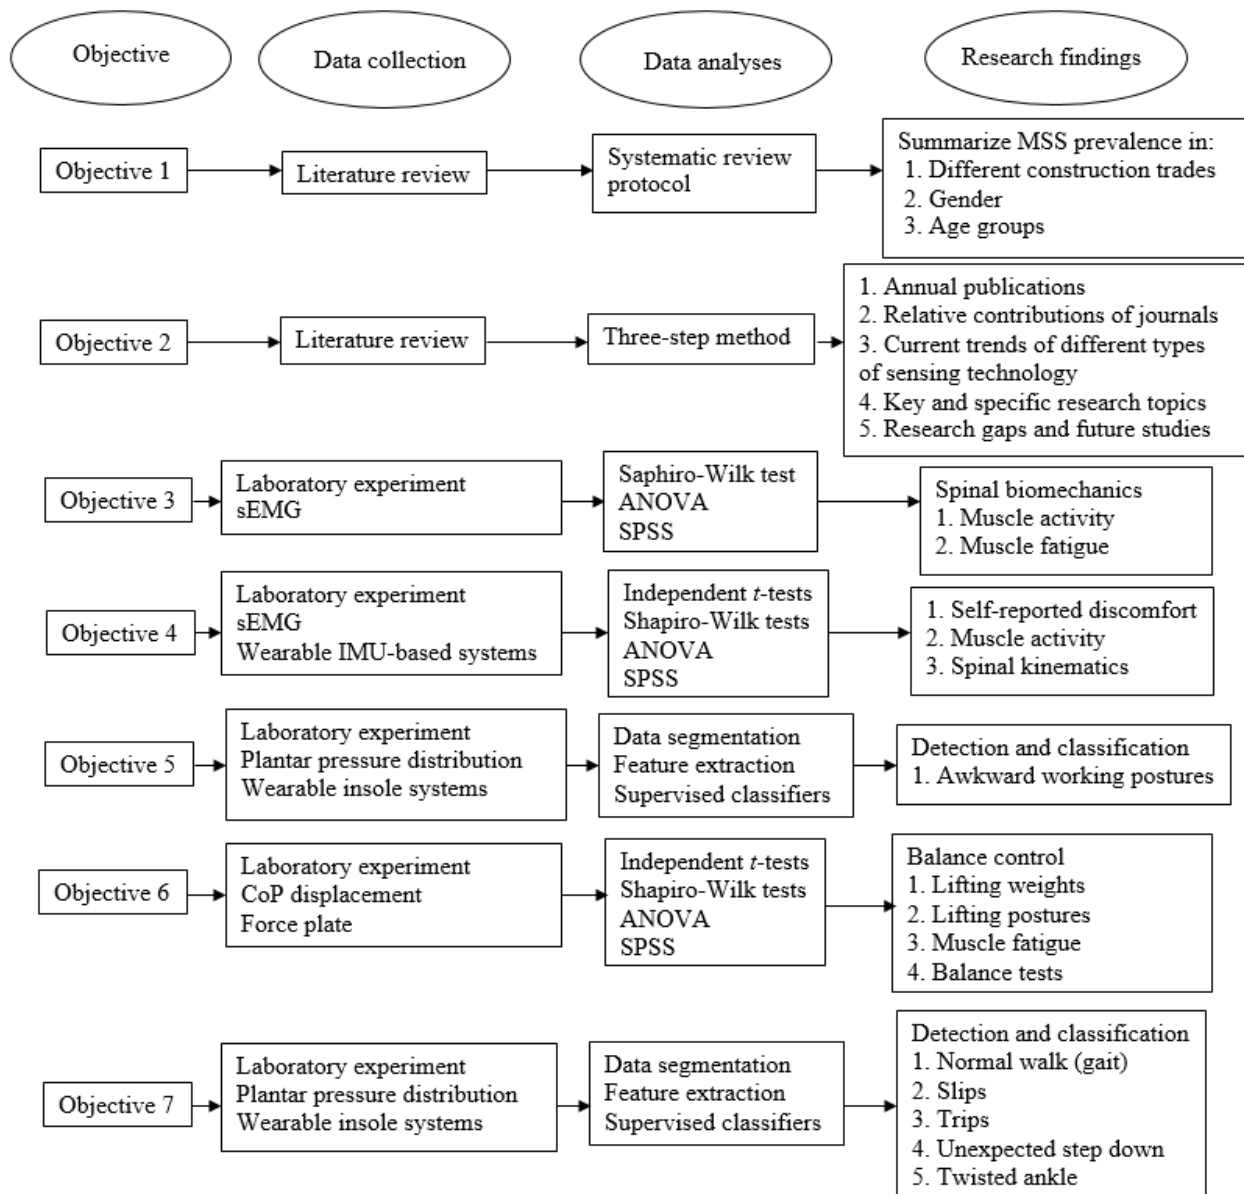 Objective
Data collection
Data analyses
Research findings
Objective 1
Literature review
Systematic review
protocol
Summarize MSS prevalence in:
1. Different construction trades
2. Gender
3. Age groups
Objective 2
Literature review
Three-step method
1. Annual publications
2. Relative contributions of journals
3. Current trends of different types
of sensing technology
4. Key and specific research topics
5. Research gaps and future studies
Objective 3
Laboratory experiment
sEMG
Saphiro-Wilk test
ANOVA
SPSS
Spinal biomechanics
1. Muscle activity
2. Muscle fatigue
Objective 4
Laboratory experiment
sEMG
Wearable IMU-based systems
Independent t-tests
Shapiro-Wilk tests
ANOVA
SPSS
1. Self-reported discomfort
2. Muscle activity
3. Spinal kinematics
Objective 5
Laboratory experiment
Plantar pressure distribution
Wearable insole systems
Data segmentation
Feature extraction
Supervised classifiers
Detection and classification
1. Awkward working postures
Objective 6
Laboratory experiment
CoP displacement
Force plate
Independent t-tests
Shapiro-Wilk tests
ANOVA
SPSS
Balance control
1. Lifting weights
2. Lifting postures
3. Muscle fatigue
4. Balance tests
Objective 7
Laboratory experiment
Plantar pressure distribution
Wearable insole systems
Data segmentation
Feature extraction
Supervised classifiers
Detection and classification
1. Normal walk (gait)
2. Slips
3. Trips
4. Unexpected step down
5. Twisted ankle